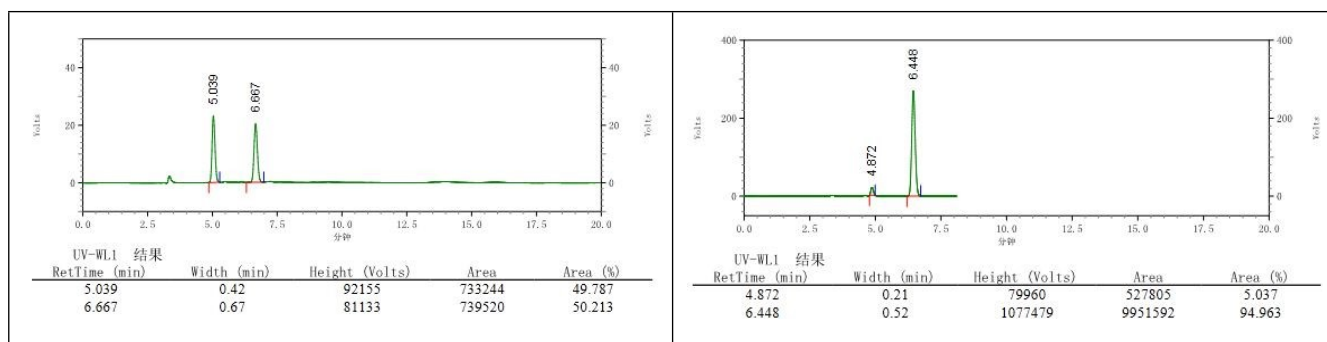 5.039
6.667
40
20
0
40
20
0
Volts
Volts
0.0 2.5 5.0 7.5 10.0 12.5 15.0 17.5 20.0
分钟
UV-WL1 结果
RetTime (min) Width (min) Height (Volts) Area Area (%)
5.039 0.42 92155 733244 49.787
6.667 0.67 81133 739520 50.213
4.872
6.448
400
200
0
400
200
0
Volts
Volts
0.0 2.5 5.0 7.5 10.0 12.5 15.0 17.5 20.0
分钟
UV-WL1 结果
RetTime (min) Width (min) Height (Volts) Area Area (%)
4.872 0.21 79960 527805 5.037
6.448 0.52 1077479 9951592 94.963